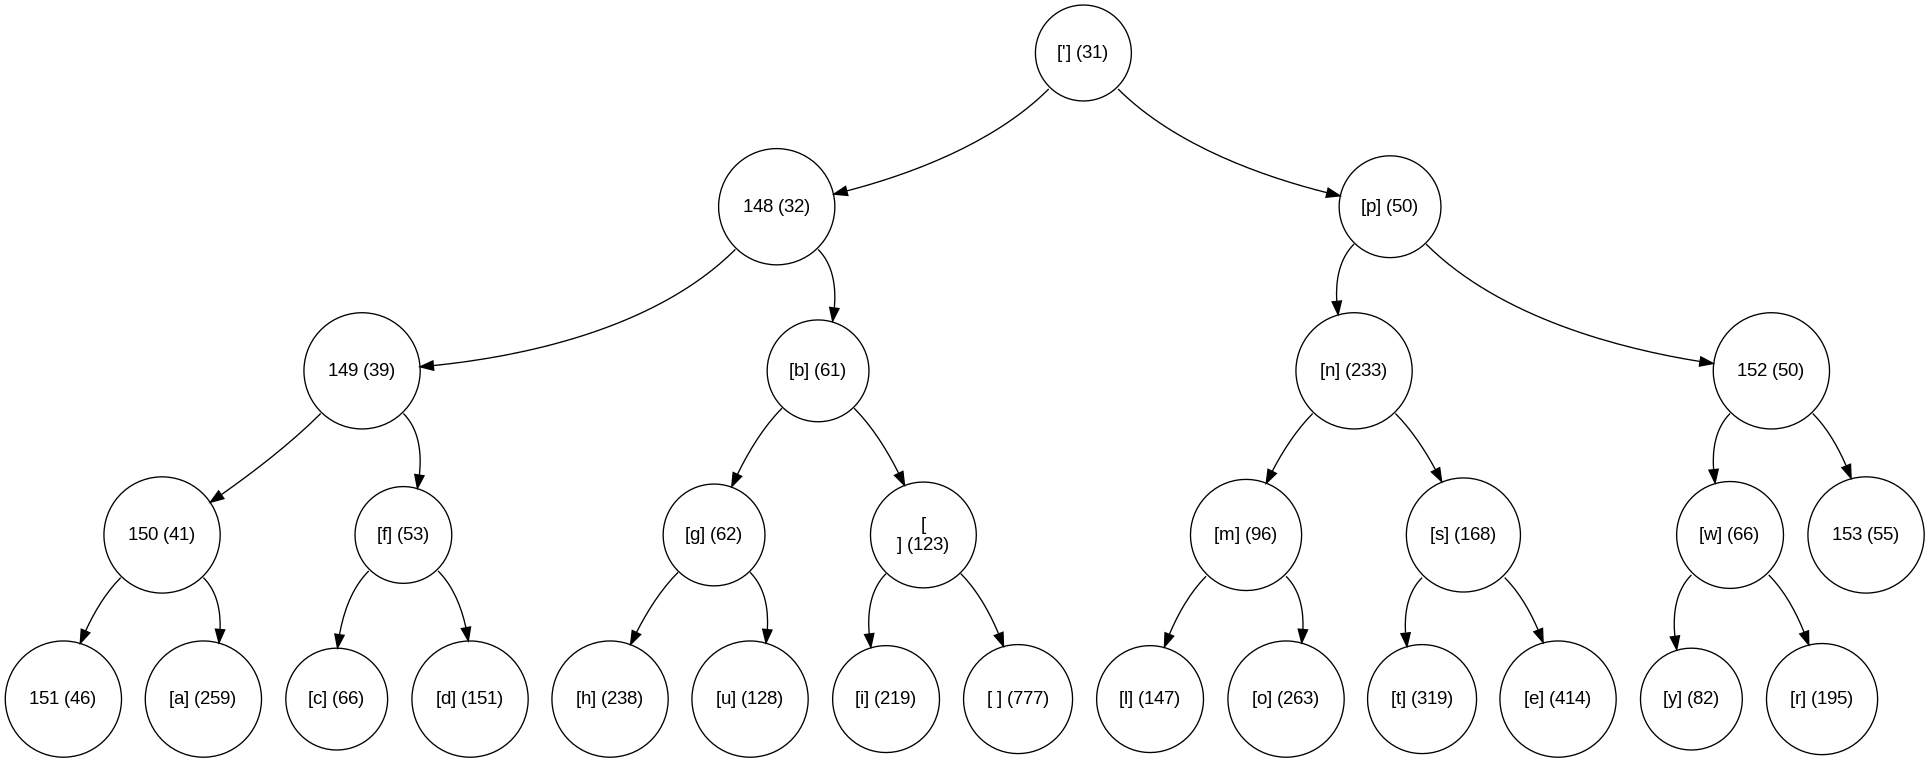 ['] (31)
148 (32)
[p] (50)
149 (39)
[b] (61)
[n] (233)
152 (50)
150 (41)
[f] (53)
[g] (62)
[
] (123)
[m] (96)
[s] (168)
[w] (66)
153 (55)
151 (46)
[a] (259)
[c] (66)
[d] (151)
[h] (238)
[u] (128)
[i] (219)
[ ] (777)
[l] (147)
[o] (263)
[t] (319)
[e] (414)
[y] (82)
[r] (195)